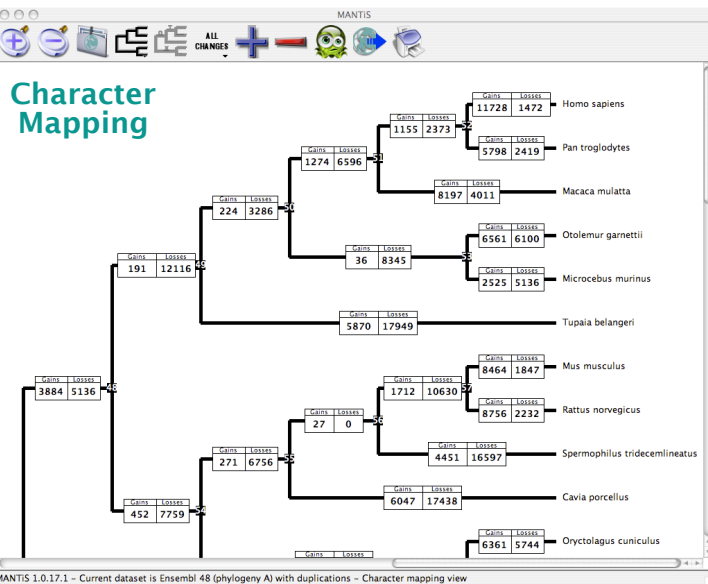 MANTiS
ALL
CHANGES
Character
Mapping
Gains Losses
11728 1472
Homo sapiens
Gains Losses
1155 2373
52
Gains Losses
5798 2419
Pan troglodytes
Gains Losses
1274 6596
51
Gains Losses
8197 4011
Macaca mulatta
Gains Losses
224 3286
50
Gains Losses
6561 6100
Otolemur garnettii
Gains Losses
36 8345
53
Gains Losses
2525 5136
Microcebus murinus
Gains Losses
191 12116
49
Gains Losses
5870 17949
Tupaia belangeri
Gains Losses
8464 1847
Mus musculus
Gains Losses
3884 5136
48
Gains Losses
1712 10630
57
Gains Losses
8756 2232
Rattus norvegicus
Gains Losses
27 0
56
Gains Losses
4451 16597
Spermophilus tridecemlineatus
Gains Losses
271 6756
55
Gains Losses
6047 17438
Cavia porcellus
Gains Losses
452 7759
54
Gains Losses
6361 5744
Oryctolagus cuniculus
Gains Losses
MANTiS 1.0.17.1 - Current dataset is Ensembl 48 (phylogeny A) with duplications - Character mapping view